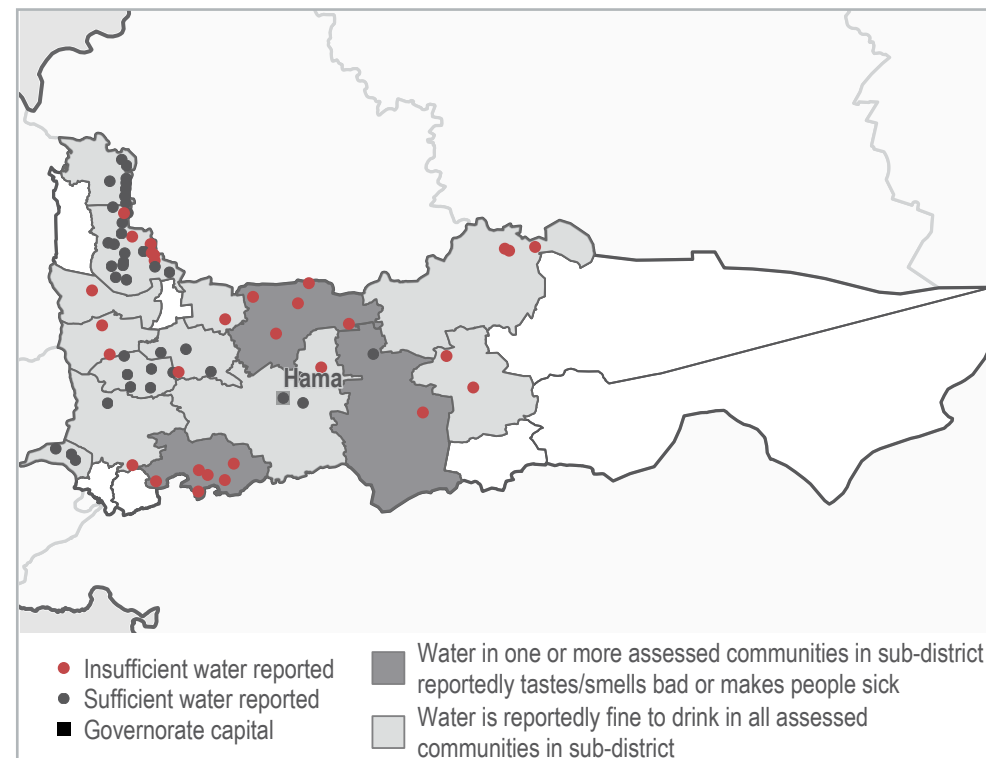 Hama
Insufficient water reported
Sufficient water reported
Governorate capital
Water in one or more assessed communities in sub-district
reportedly tastes/smells bad or makes people sick
Water is reportedly fine to drink in all assessed
communities in sub-district